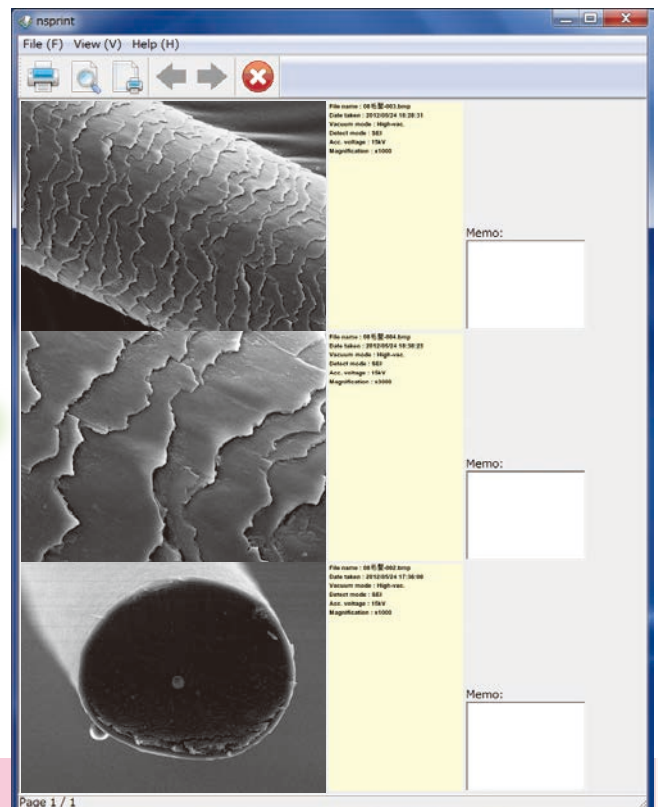 nsprint
File (F) View (V) Help (H)
File name : 08毛髪-003.bmp
Date taken : 2012/05/24 18:28:31
Vacuum mode : High-vac.
Detect mode : SEI
Acc. voltage : 15kV
Magnification : x1000
Memo:
File name : 08毛髪-004.bmp
Date taken : 2012/05/24 18:30:23
Vacuum mode : High-vac.
Detect mode : SEI
Acc. voltage : 15kV
Magnification : x3000
Memo:
File name : 08毛髪-002.bmp
Date taken : 2012/05/24 17:36:08
Vacuum mode : High-vac.
Detect mode : SEI
Acc. voltage : 15kV
Magnification : x1000
Memo:
Page 1 / 1